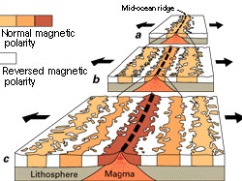 Mid-ocean ridge
Normal magnetic
polarity
Reversed magnetic
polarity
a
b
c
Lithosphere
Magma